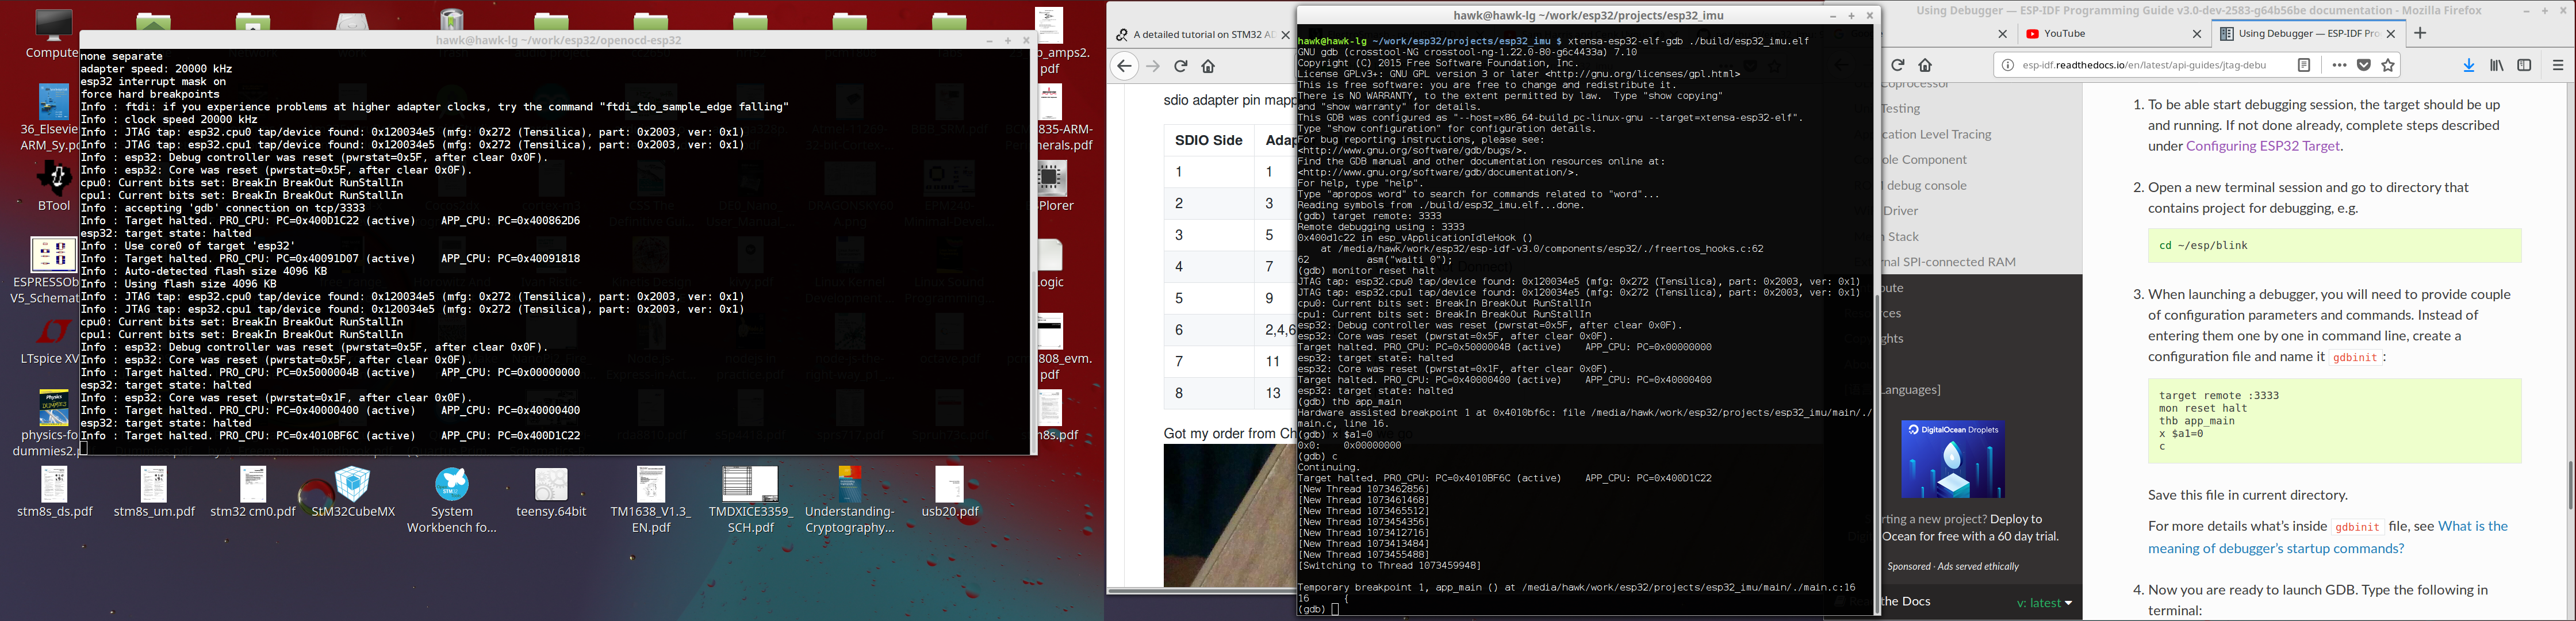 hawk@hawk-lg ~/work/esp32/openocd-esp32
none separate
adapter speed: 20000 kHz
esp32 interrupt mask on
force hard breakpoints
Info : ftdi: if you experience problems at higher adapter clocks, try the command "ftdi_tdo_sample_edge falling"
Info : clock speed 20000 kHz
Info : JTAG tap: esp32.cpu0 tap/device found: 0x120034e5 (mfg: 0x272 (Tensilica), part: 0x2003, ver: 0x1)
Info : JTAG tap: esp32.cpu1 tap/device found: 0x120034e5 (mfg: 0x272 (Tensilica), part: 0x2003, ver: 0x1)
Info : esp32: Debug controller was reset (pwrstat=0x5F, after clear 0x0F).
Info : esp32: Core was reset (pwrstat=0x5F, after clear 0x0F).
cpu0: Current bits set: BreakIn BreakOut RunStallIn
cpu1: Current bits set: BreakIn BreakOut RunStallIn
Info : accepting 'gdb' connection on tcp/3333
Info : Target halted. PRO_CPU: PC=0x400D1C22 (active)    APP_CPU: PC=0x400862D6
esp32: target state: halted
Info : Use core0 of target 'esp32'
Info : Target halted. PRO_CPU: PC=0x40091D07 (active)    APP_CPU: PC=0x40091818
Info : Auto-detected flash size 4096 KB
Info : Using flash size 4096 KB
Info : JTAG tap: esp32.cpu0 tap/device found: 0x120034e5 (mfg: 0x272 (Tensilica), part: 0x2003, ver: 0x1)
Info : JTAG tap: esp32.cpu1 tap/device found: 0x120034e5 (mfg: 0x272 (Tensilica), part: 0x2003, ver: 0x1)
cpu0: Current bits set: BreakIn BreakOut RunStallIn
cpu1: Current bits set: BreakIn BreakOut RunStallIn
Info : esp32: Debug controller was reset (pwrstat=0x5F, after clear 0x0F).
Info : esp32: Core was reset (pwrstat=0x5F, after clear 0x0F).
Info : Target halted. PRO_CPU: PC=0x5000004B (active)    APP_CPU: PC=0x00000000
esp32: target state: halted
Info : esp32: Core was reset (pwrstat=0x1F, after clear 0x0F).
Info : Target halted. PRO_CPU: PC=0x40000400 (active)    APP_CPU: PC=0x40000400
esp32: target state: halted
Info : Target halted. PRO_CPU: PC=0x4010BF6C (active)    APP_CPU: PC=0x400D1C22
Compute
36_Elsevie
ARM_Sy.pd
BTool
ESPRESSOb
V5_Schemat
LTspice XV
physics-fo
dummies2.p
p_amps2.
pdf
835-ARM-
herals.pdf
Plorer
ogic
808_evm.
pdf
m8s.pdf
stm8s_ds.pdf
stm8s_um.pdf
stm32 cm0.pdf
StM32CubeMX
System
Workbench fo...
teensy.64bit
TM1638_V1.3_
EN.pdf
TMDXICE3359_
SCH.pdf
Understanding-
Cryptography...
usb20.pdf
A detailed tutorial on STM32 AD
sdio adapter pin mapp
SDIO Side
Adap
1 1
2 3
3 5
4 7
5 9
6 2,4,6
7 11
8 13
Got my order from Ch
hawk@hawk-lg ~/work/esp32/projects/esp32_imu
hawk@hawk-lg ~/work/esp32/projects/esp32_imu $ xtensa-esp32-elf-gdb ./build/esp32_imu.elf
GNU gdb (crosstool-NG crosstool-ng-1.22.0-80-g6c4433a) 7.10
Copyright (C) 2015 Free Software Foundation, Inc.
License GPLv3+: GNU GPL version 3 or later <http://gnu.org/licenses/gpl.html>
This is free software: you are free to change and redistribute it.
There is NO WARRANTY, to the extent permitted by law.  Type "show copying"
and "show warranty" for details.
This GDB was configured as "--host=x86_64-build_pc-linux-gnu --target=xtensa-esp32-elf".
Type "show configuration" for configuration details.
For bug reporting instructions, please see:
<http://www.gnu.org/software/gdb/bugs/>.
Find the GDB manual and other documentation resources online at:
<http://www.gnu.org/software/gdb/documentation/>.
For help, type "help".
Type "apropos word" to search for commands related to "word"...
Reading symbols from ./build/esp32_imu.elf...done.
(gdb) target remote: 3333
Remote debugging using : 3333
0x400d1c22 in esp_vApplicationIdleHook ()
at /media/hawk/work/esp32/esp-idf-v3.0/components/esp32/./freertos_hooks.c:62
62          asm("waiti 0");
(gdb) monitor reset halt
JTAG tap: esp32.cpu0 tap/device found: 0x120034e5 (mfg: 0x272 (Tensilica), part: 0x2003, ver: 0x1)
JTAG tap: esp32.cpu1 tap/device found: 0x120034e5 (mfg: 0x272 (Tensilica), part: 0x2003, ver: 0x1)
cpu0: Current bits set: BreakIn BreakOut RunStallIn
cpu1: Current bits set: BreakIn BreakOut RunStallIn
esp32: Debug controller was reset (pwrstat=0x5F, after clear 0x0F).
esp32: Core was reset (pwrstat=0x5F, after clear 0x0F).
Target halted. PRO_CPU: PC=0x5000004B (active)    APP_CPU: PC=0x00000000
esp32: target state: halted
esp32: Core was reset (pwrstat=0x1F, after clear 0x0F).
Target halted. PRO_CPU: PC=0x40000400 (active)    APP_CPU: PC=0x40000400
esp32: target state: halted
(gdb) thb app_main
Hardware assisted breakpoint 1 at 0x4010bf6c: file /media/hawk/work/esp32/projects/esp32_imu/main/./
main.c, line 16.
(gdb) x $a1=0
0x0:    0x00000000
(gdb) c
Continuing.
Target halted. PRO_CPU: PC=0x4010BF6C (active)    APP_CPU: PC=0x400D1C22
[New Thread 1073462856]
[New Thread 1073461468]
[New Thread 1073465512]
[New Thread 1073454356]
[New Thread 1073412716]
[New Thread 1073413484]
[New Thread 1073455488]
[Switching to Thread 1073459948]
Temporary breakpoint 1, app_main () at /media/hawk/work/esp32/projects/esp32_imu/main/./main.c:16
16      {
(gdb)
Using Debugger — ESP-IDF Programming Guide v3.0-dev-2583-g64b56be documentation - Mozilla Firefox
YouTube
Using Debugger — ESP-IDF Pro
esp-idf.readthedocs.io/en/latest/api-guides/jtag-debu
oprocessor
Testing
ication Level Tracing
ole Component
debug console
Driver
Stack
nal SPI-connected RAM
ute
rces
ghts
Languages]
DigitalOcean Droplets
rting a new project? Deploy to
Ocean for free with a 60 day trial.
Sponsored · Ads served ethically
the Docs
v: latest
1. To be able start debugging session, the target should be up
and running. If not done already, complete steps described
under Configuring ESP32 Target.
2. Open a new terminal session and go to directory that
contains project for debugging, e.g.
cd ~/esp/blink
3. When launching a debugger, you will need to provide couple
of configuration parameters and commands. Instead of
entering them one by one in command line, create a
configuration file and name it gdbinit :
target remote :3333
mon reset halt
thb app_main
x $a1=0
c
Save this file in current directory.
For more details what's inside gdbinit file, see What is the
meaning of debugger's startup commands?
4. Now you are ready to launch GDB. Type the following in
terminal: